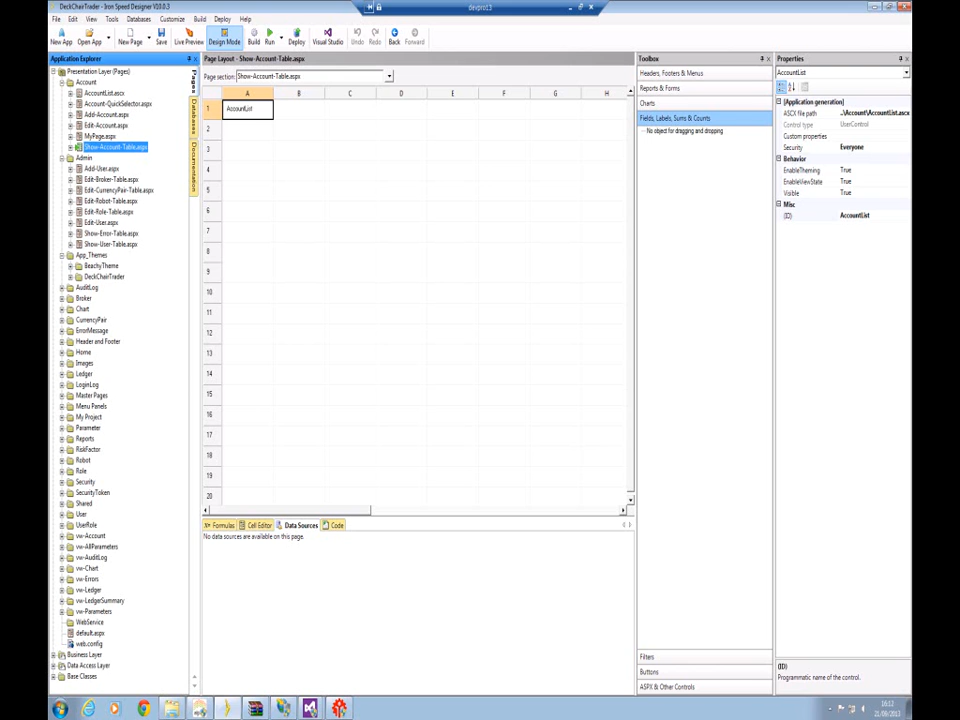 DeckChairTrader - Iron Speed Designer V10.0.3
devpro13
File Edit View Tools Databases Customize Build Deploy Help
New App Open App New Page Save Live Preview Design Mode Build Run Deploy Visual Studio Undo Redo Back Forward
Application Explorer
Presentation Layer (Pages)
Account
AccountList.ascx
Account-QuickSelector.aspx
Add-Account.aspx
Edit-Account.aspx
MyPage.aspx
Show-Account-Table.aspx
Admin
Add-User.aspx
Edit-Broker-Table.aspx
Edit-CurrencyPair-Table.aspx
Edit-Robot-Table.aspx
Edit-Role-Table.aspx
Edit-User.aspx
Show-Error-Table.aspx
Show-User-Table.aspx
App_Themes
BeachyTheme
DeckChairTrader
AuditLog
Broker
Chart
CurrencyPair
ErrorMessage
Header and Footer
Home
Images
Ledger
LoginLog
Master Pages
Menu Panels
My Project
Parameter
Reports
RiskFactor
Robot
Role
Security
SecurityToken
Shared
User
UserRole
vw-Account
vw-AllParameters
vw-AuditLog
vw-Chart
vw-Errors
vw-Ledger
vw-LedgerSummary
vw-Parameters
WebService
default.aspx
web.config
Business Layer
Data Access Layer
Base Classes
Pages
Databases
Documentation
Page Layout - Show-Account-Table.aspx
Page section: Show-Account-Table.aspx
A B C D E F G H
1 AccountList
2
3
4
5
6
7
8
9
10
11
12
13
14
15
16
17
18
19
20
Formulas Cell Editor Data Sources Code
No data sources are available on this page.
Toolbox
Headers, Footers & Menus
Reports & Forms
Charts
Fields, Labels, Sums & Counts
No object for dragging and dropping
Filters
Buttons
ASPX & Other Controls
Properties
AccountList
(Application generation)
ASCX file path ..\Account\AccountList.ascx
Control type UserControl
Custom properties
Security Everyone
Behavior
EnableTheming True
EnableViewState True
Visible True
Misc
(ID) AccountList
(ID)
Programmatic name of the control.
16:12
21/08/2013